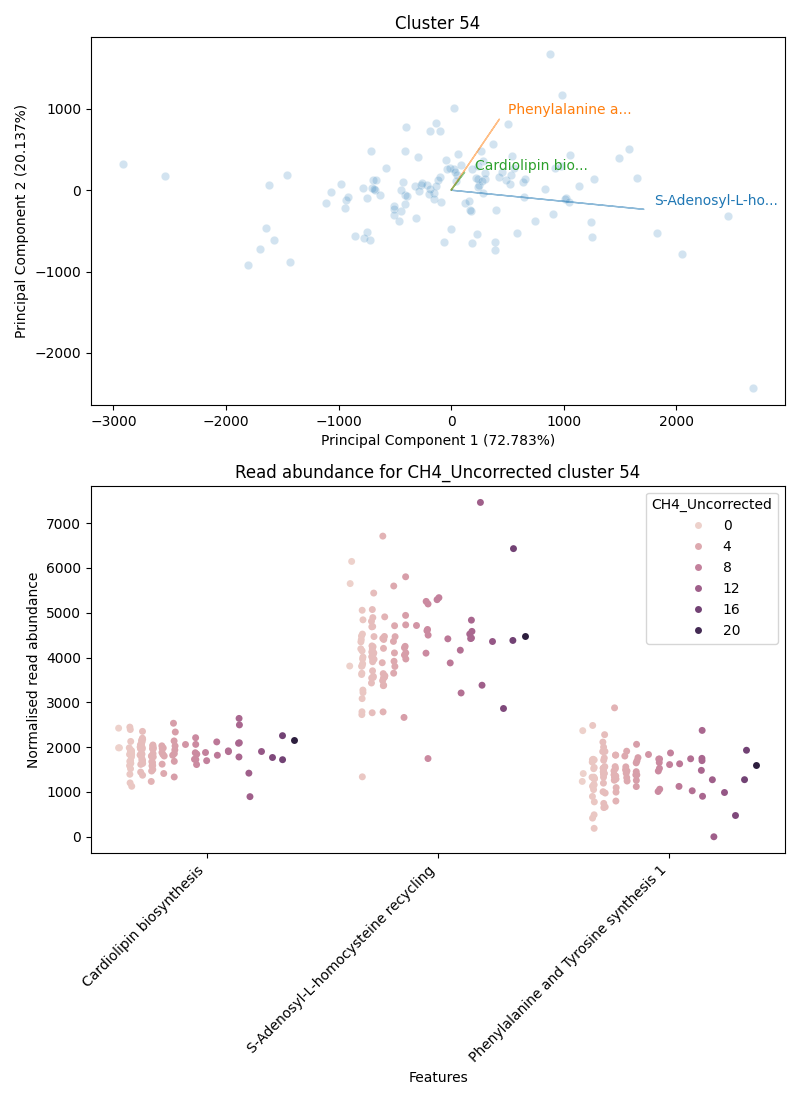 Cluster 54
Principal Component 2 (20.137%)
1000
0
−1000
−2000
Phenylalanine a...
Cardiolipin bio...
S-Adenosyl-L-ho...
−3000 −2000 −1000 0 1000 2000
Principal Component 1 (72.783%)
Read abundance for CH4_Uncorrected cluster 54
Normalised read abundance
7000
6000
5000
4000
3000
2000
1000
0
CH4_Uncorrected
0
4
8
12
16
20
Cardiolipin biosynthesis
S-Adenosyl-L-homocysteine recycling
Phenylalanine and Tyrosine synthesis 1
Features